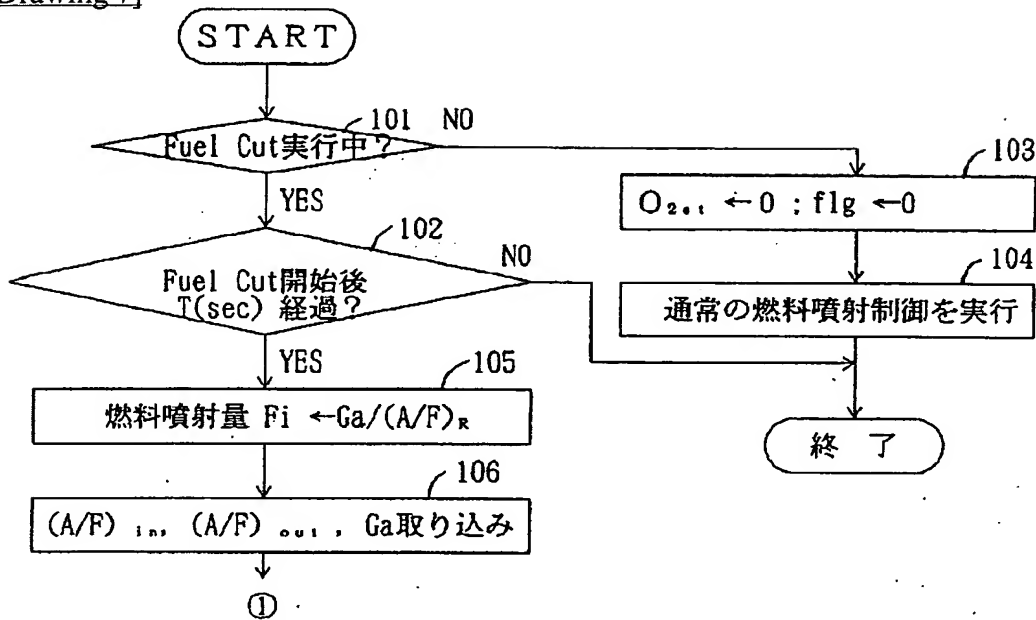 START
101
NO
Fuel Cut実行中？
YES
103
O₂ₛₜ ←0 ; flg ←0
102
NO
Fuel Cut開始後
T(sec) 経過？
104
通常の燃料噴射制御を実行
YES
105
燃料噴射量 Fi ←Ga/(A/F)R
終 了
106
(A/F) in, (A/F) out, Ga取り込み
①